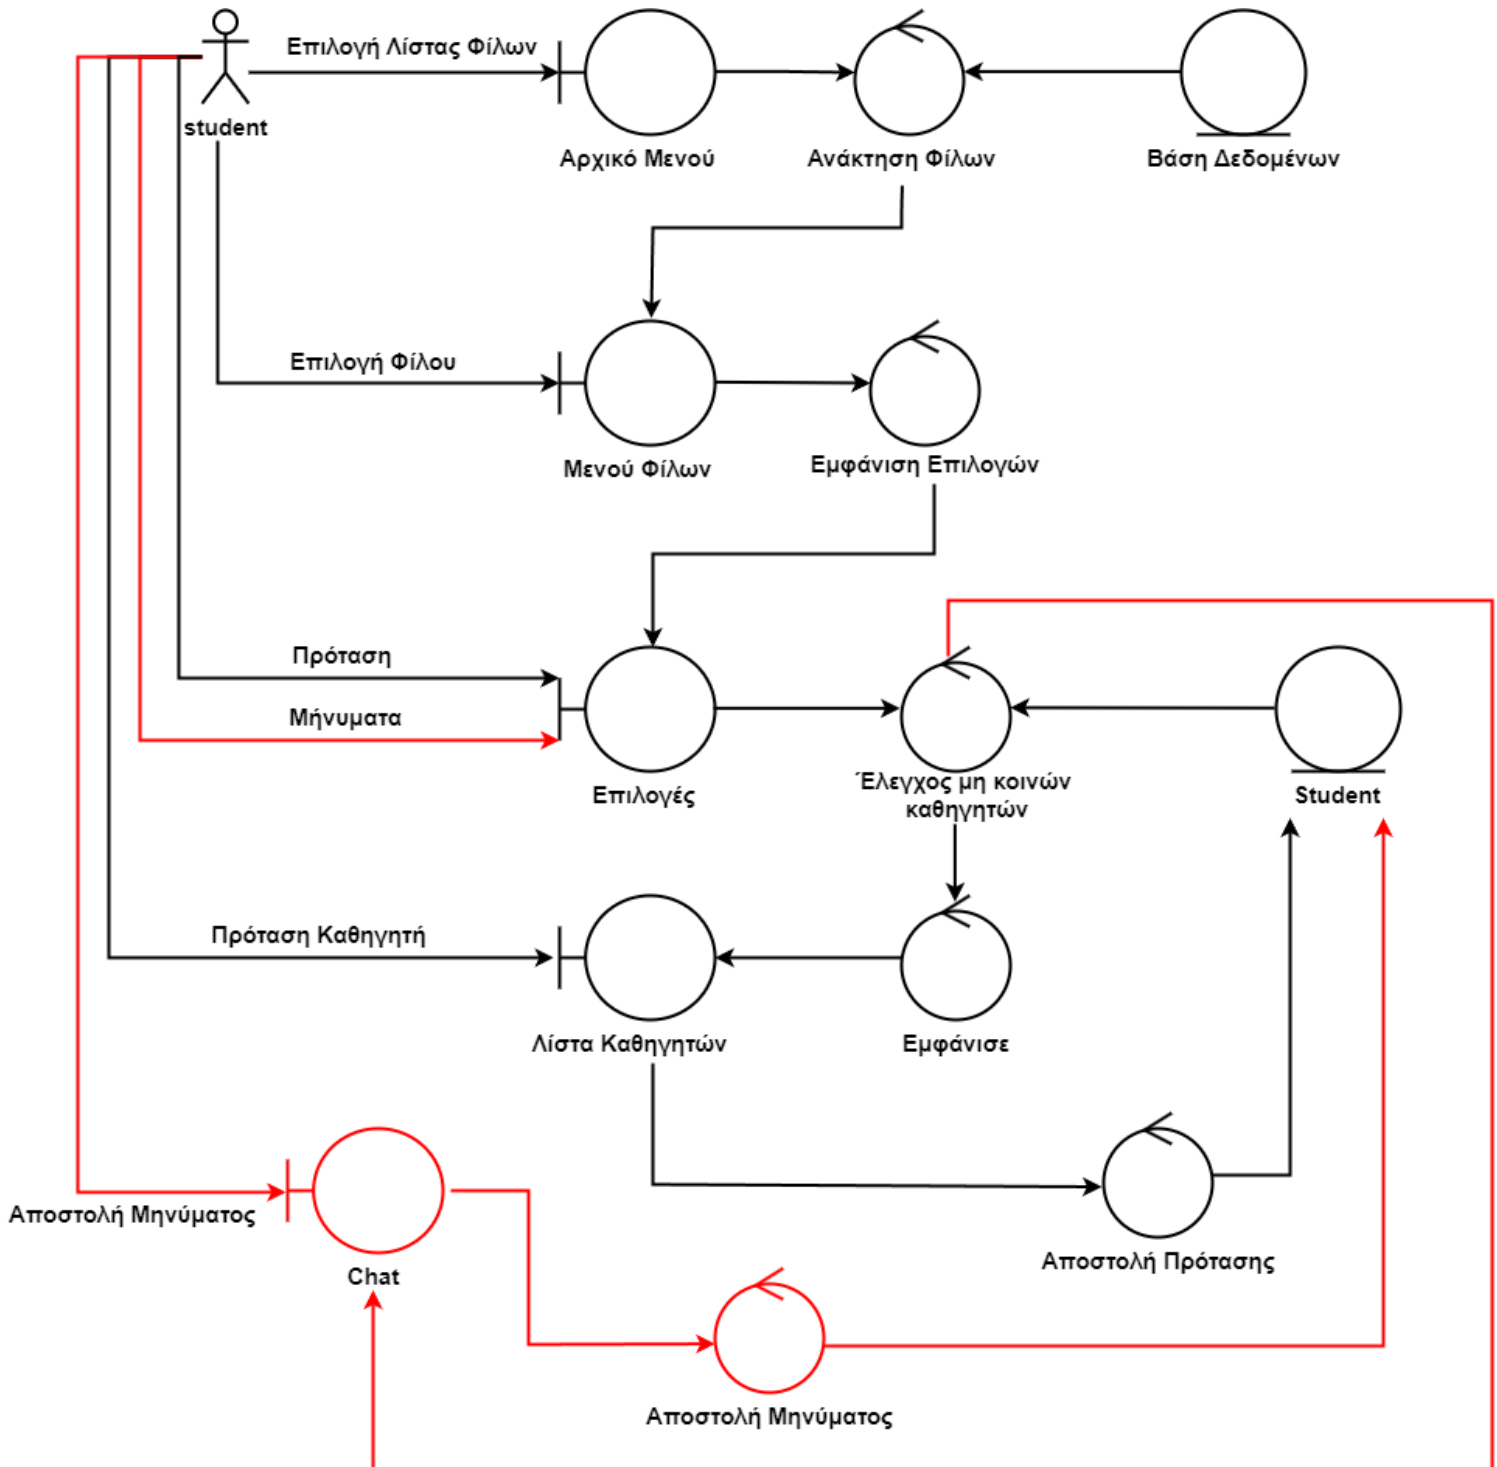 Επιλογή Λίστας Φίλων
student
Αρχικό Μενού
Ανάκτηση Φίλων
Βάση Δεδομένων
Επιλογή Φίλου
Μενού Φίλων
Εμφάνιση Επιλογών
Πρόταση
Μήνυματα
Επιλογές
Έλεγχος μη κοινών
καθηγητών
Student
Πρόταση Καθηγητή
Λίστα Καθηγητών
Εμφάνισε
Αποστολή Μηνύματος
Chat
Αποστολή Πρότασης
Αποστολή Μηνύματος